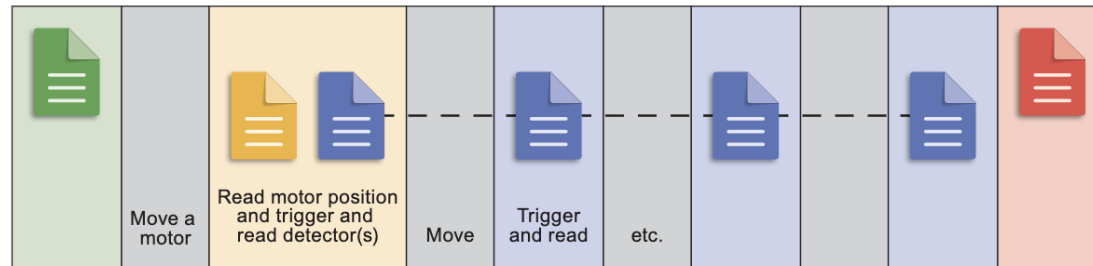 Move a
motor
Read motor position
and trigger and
read detector(s)
Move
Trigger
and read
etc.